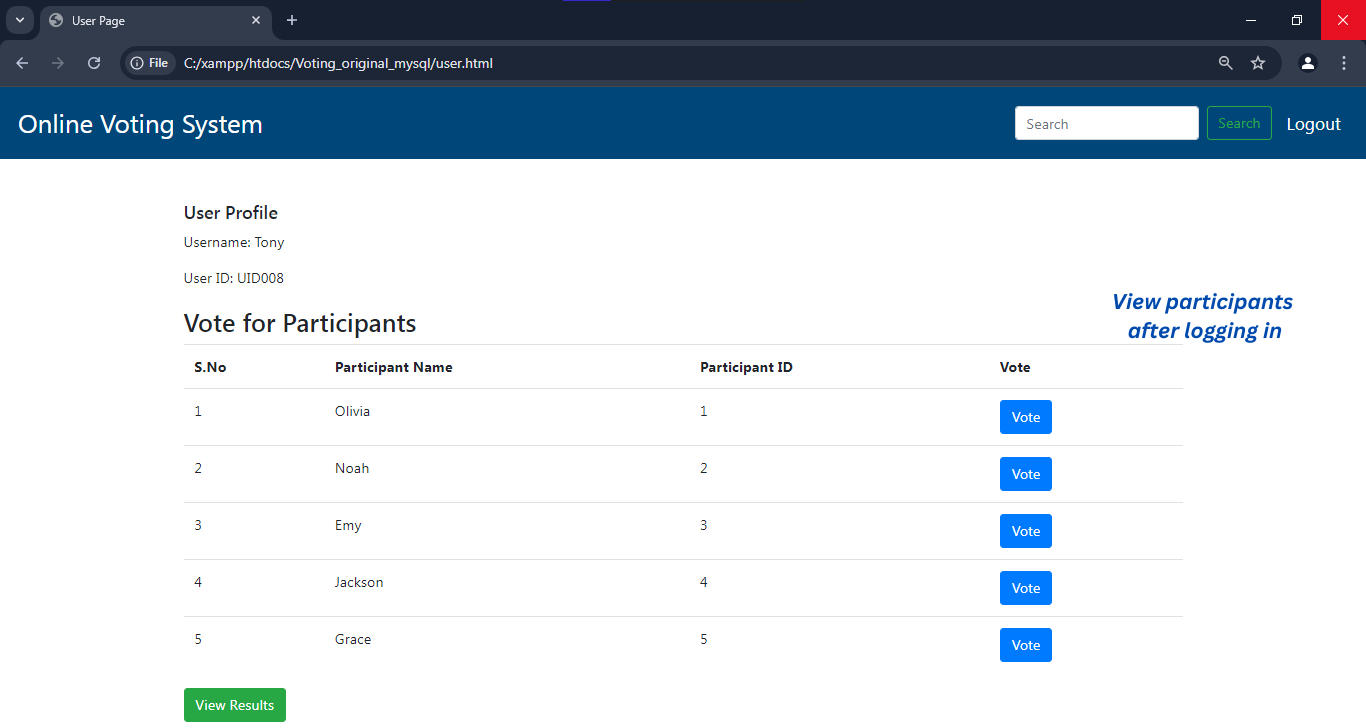 User Page
File C:/xampp/htdocs/Voting_original_mysql/user.html
Online Voting System Search Search Logout
User Profile
Username: Tony
User ID: UID008
View participants
after logging in
Vote for Participants
S.No Participant Name Participant ID Vote
1 Olivia 1 Vote
2 Noah 2 Vote
3 Emy 3 Vote
4 Jackson 4 Vote
5 Grace 5 Vote
View Results